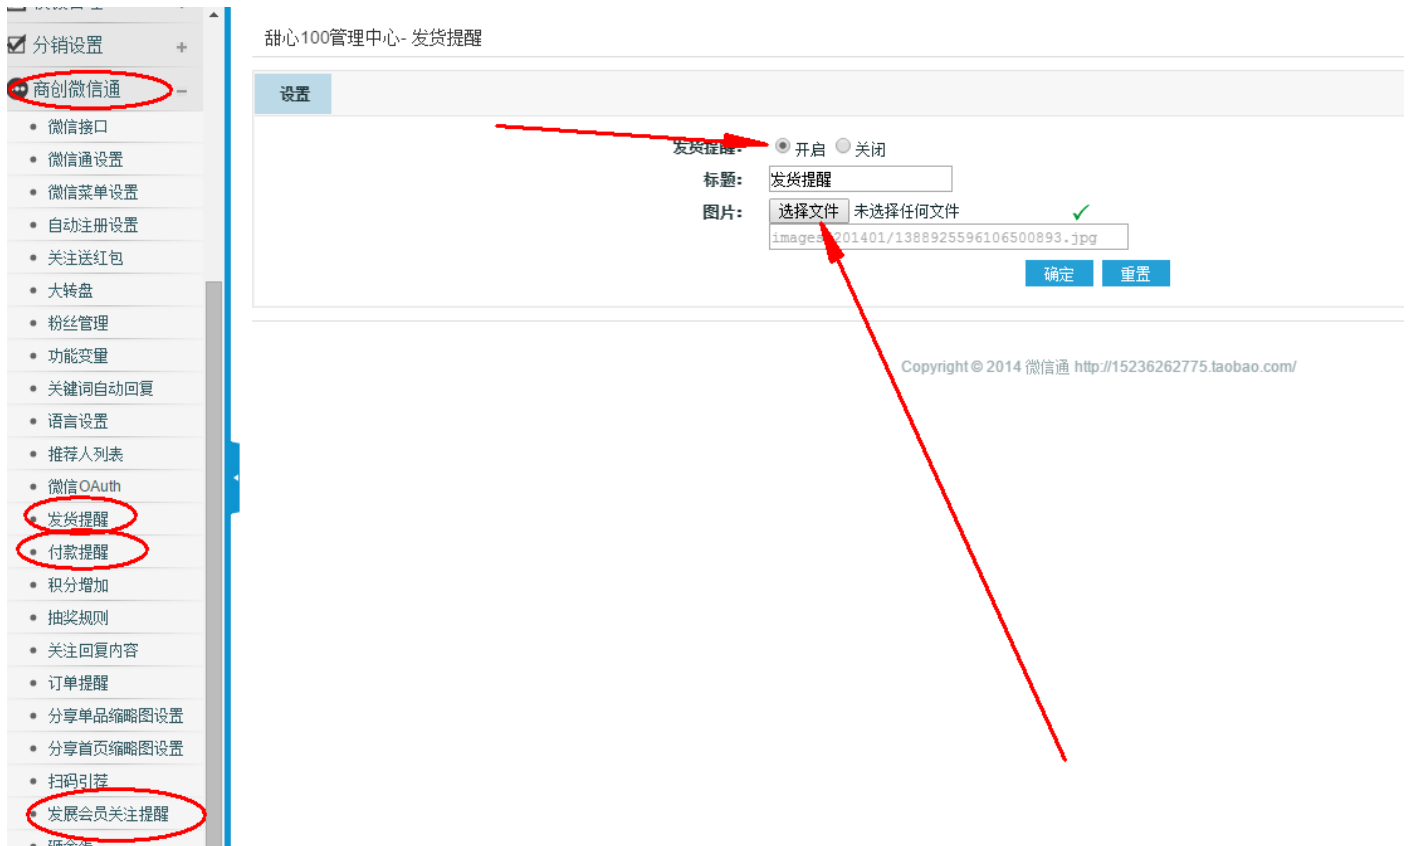 分销设置
商创微信通
微信接口
微信通设置
微信菜单设置
自动注册设置
关注送红包
大转盘
粉丝管理
功能变量
关键词自动回复
语言设置
推荐人列表
微信OAuth
发货提醒
付款提醒
积分增加
抽奖规则
关注回复内容
订单提醒
分享单品缩略图设置
分享首页缩略图设置
扫码引荐
发展会员关注提醒
甜心100管理中心- 发货提醒
设置
发货提醒: 开启 关闭
标题: 发货提醒
图片: 选择文件 未选择任何文件
images/201401/1388925596106500893.jpg
确定 重置
Copyright © 2014 微信通 http://15236262775.taobao.com/